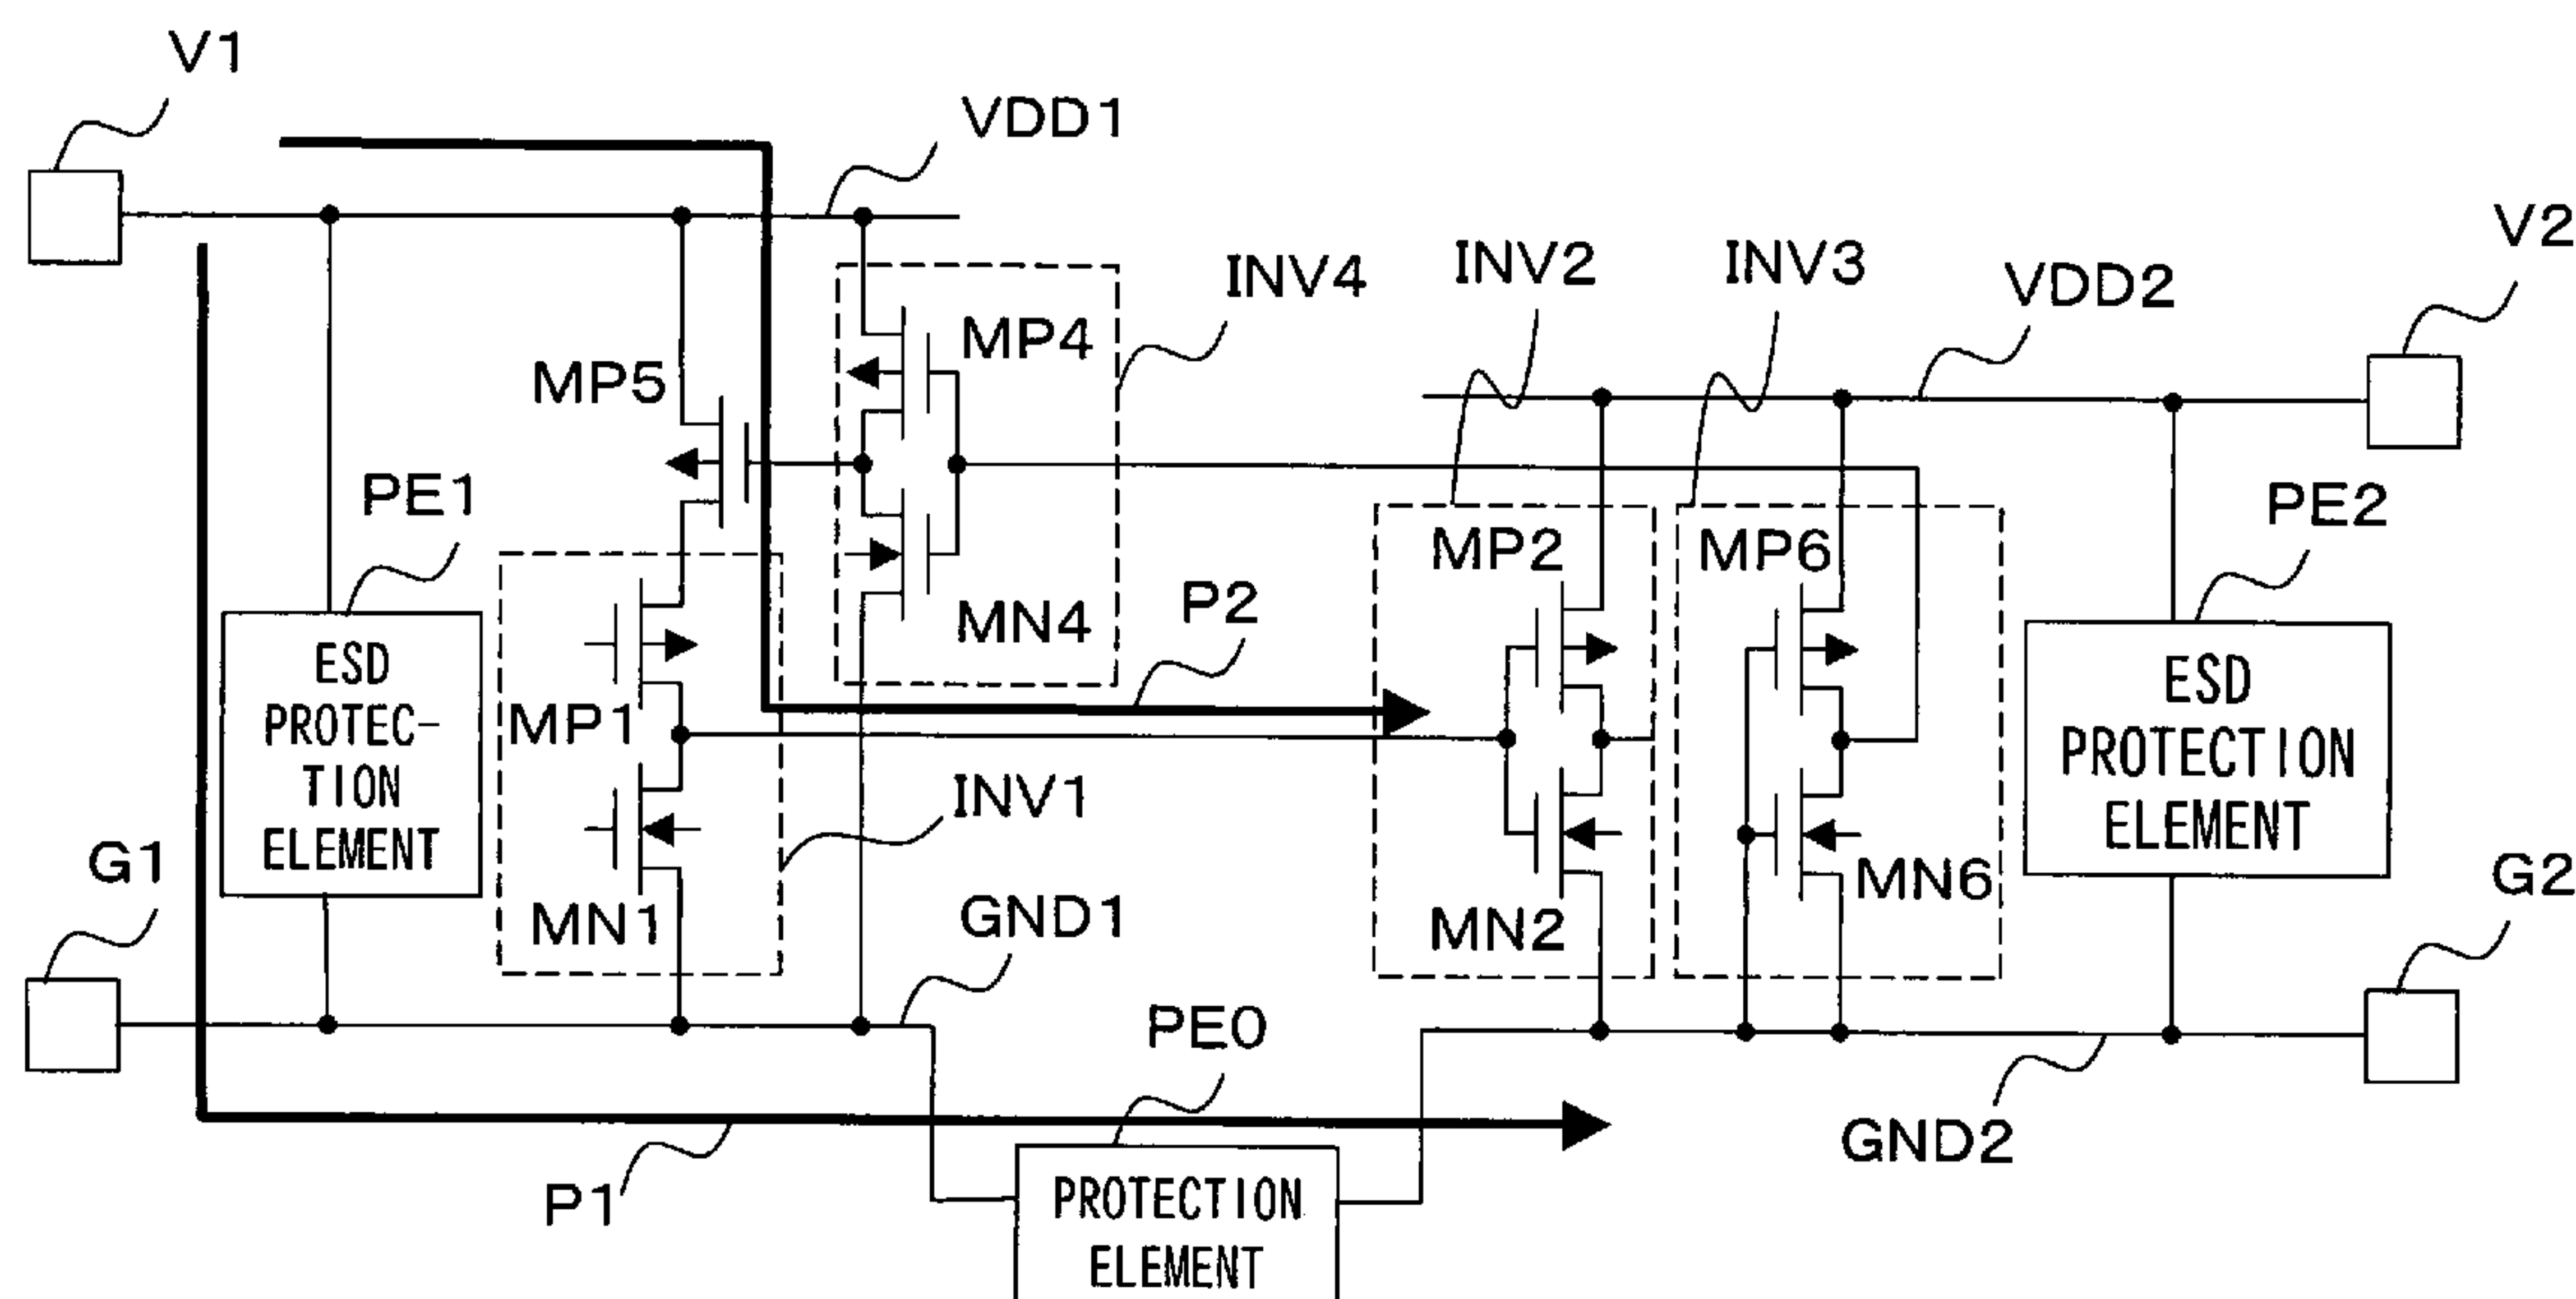 V1
VDD1
V2
INV4
INV2
INV3
VDD2
MP4
MP5
PE1
PE2
MP2
MP6
P2
MN4
ESD
PROTEC-
TION
ELEMENT
ESD
PROTECTION
ELEMENT
MP1
INV1
G1
MN1
GND1
MN2
MN6
G2
PE0
GND2
P1
PROTECTION
ELEMENT